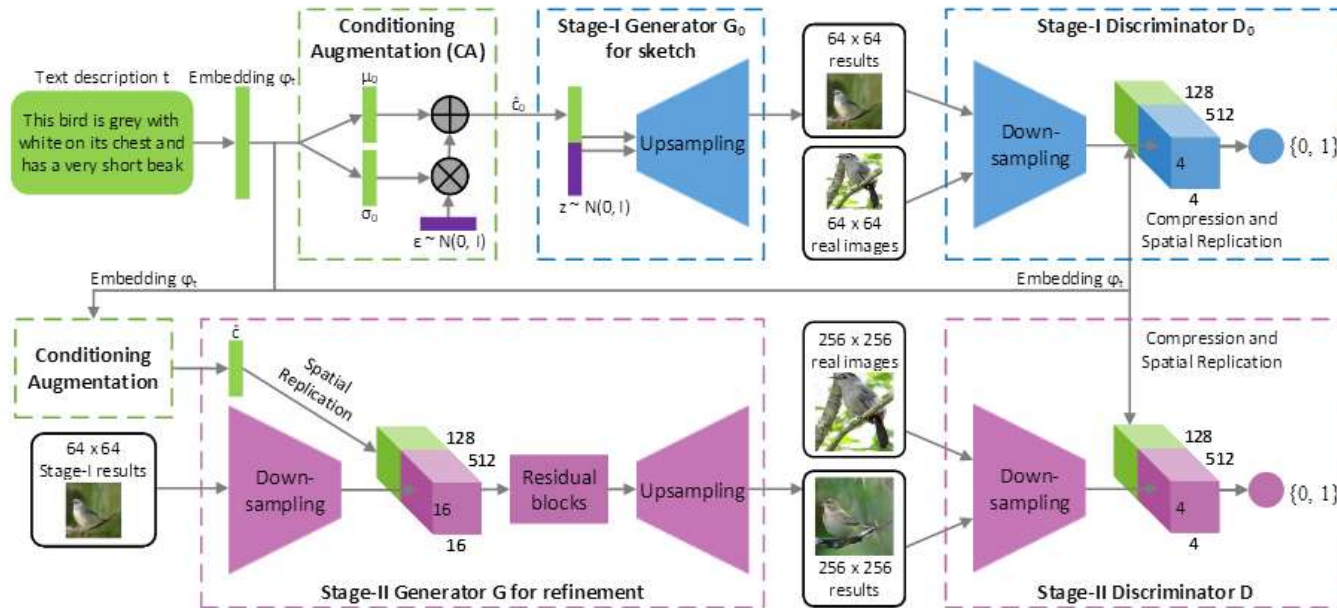 Conditioning
Augmentation (CA)
Stage-I Generator G₀
for sketch
Stage-I Discriminator D₀
Text description t
Embedding φₜ
This bird is grey with
white on its chest and
has a very short beak
μ₀
σ₀
ε ~ N(0, I)
ĉ₀
z ~ N(0, I)
Upsampling
64 x 64
results
64 x 64
real images
Down-
sampling
128
512
4
4
{0, 1}
Compression and
Spatial Replication
Embedding φₜ
Embedding φₜ
Conditioning
Augmentation
ĉ
Spatial
Replication
64 x 64
Stage-I results
Down-
sampling
128
512
16
16
Residual
blocks
Upsampling
Stage-II Generator G for refinement
256 x 256
real images
256 x 256
results
Compression and
Spatial Replication
Down-
sampling
128
512
4
4
{0, 1}
Stage-II Discriminator D